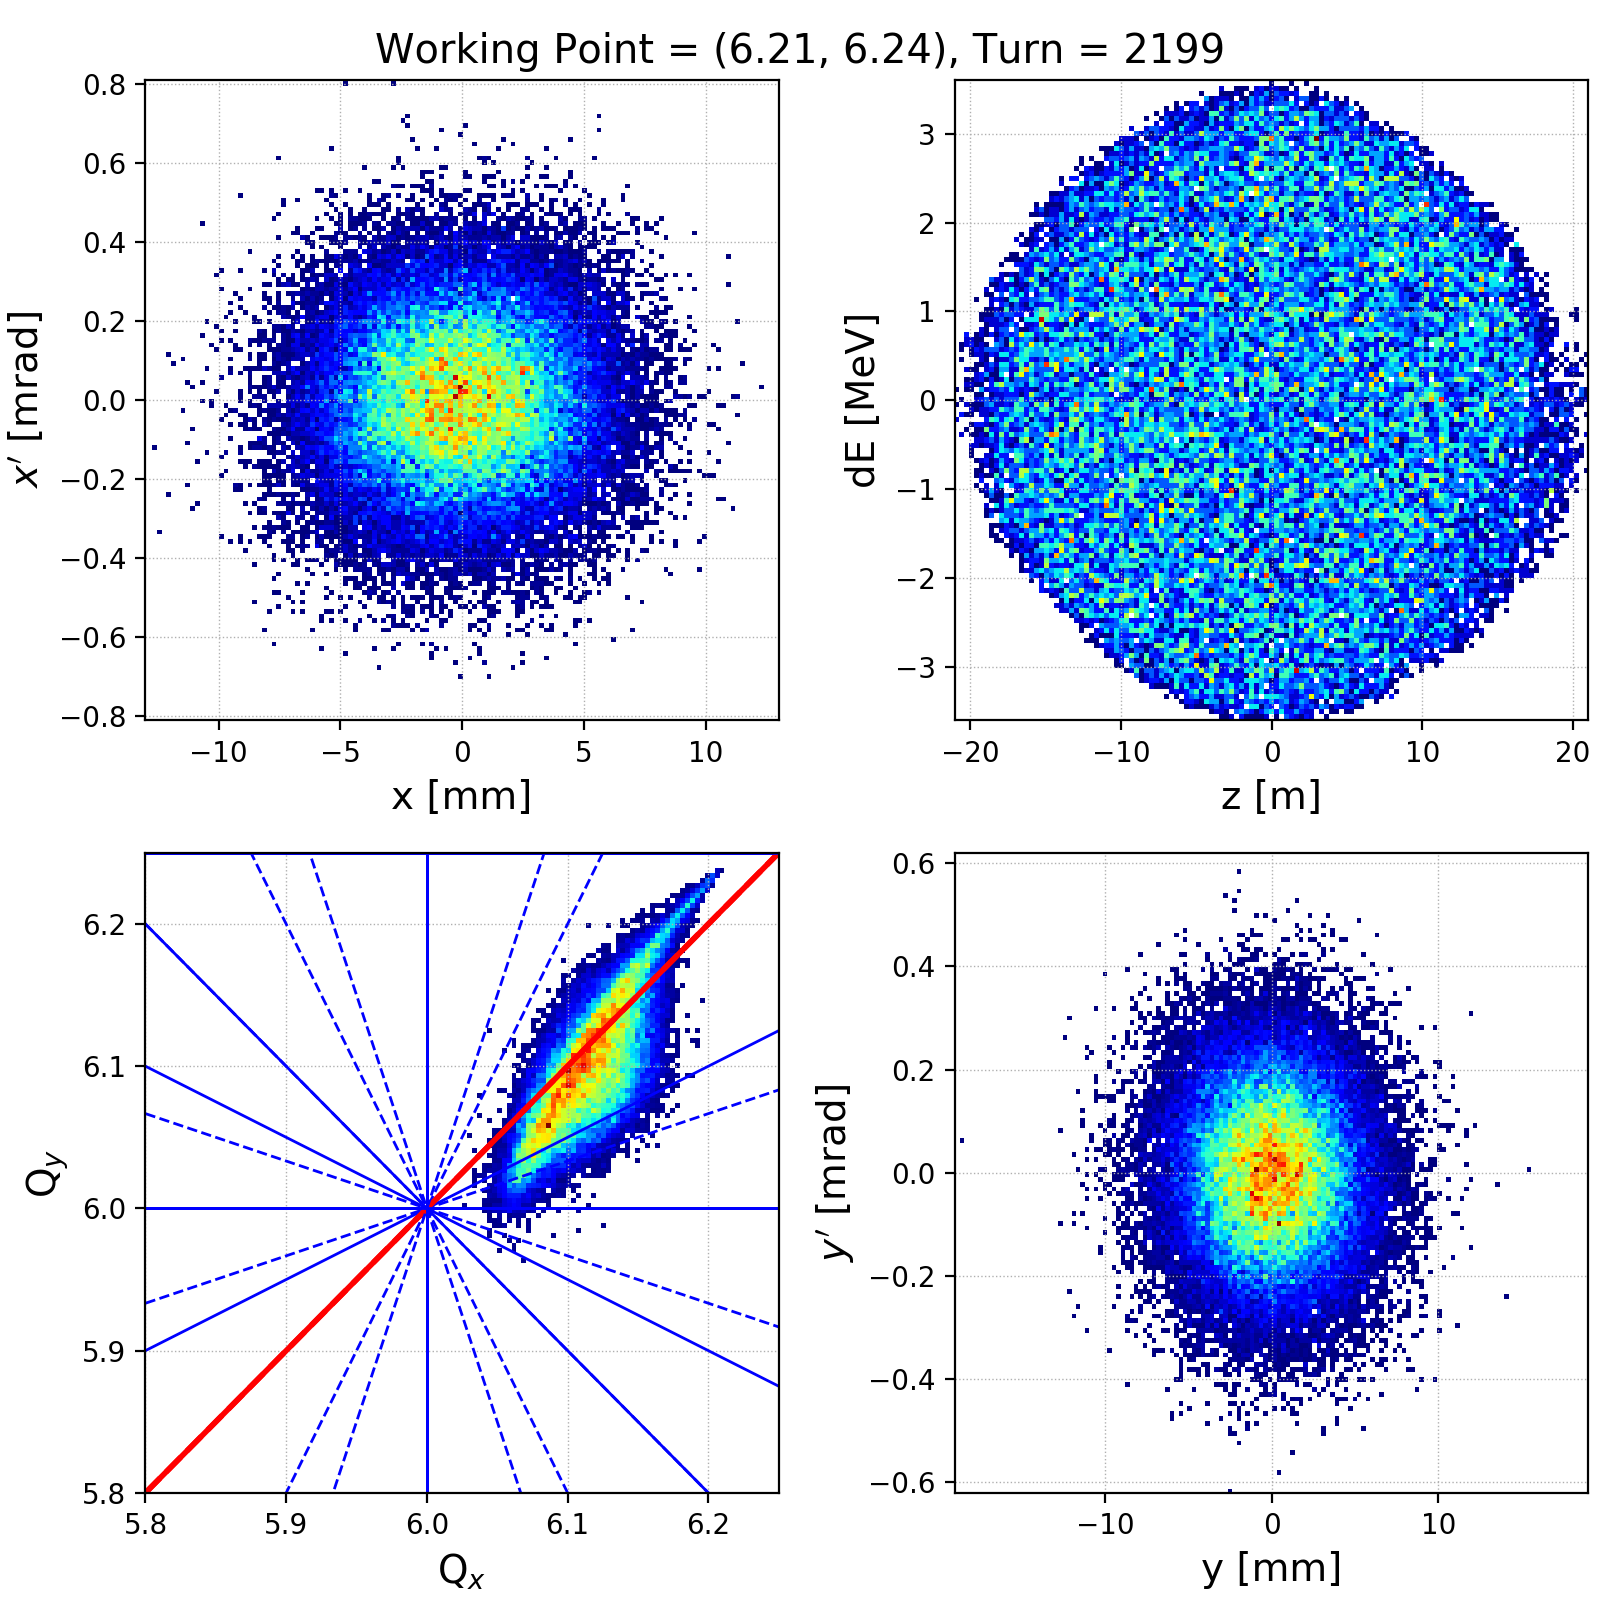 Working Point = (6.21, 6.24), Turn = 2199
0.8
0.6
0.4
0.2
0.0
−0.2
−0.4
−0.6
−0.8
x′ [mrad]
−10 −5 0 5 10
x [mm]
3
2
1
0
−1
−2
−3
dE [MeV]
−20 −10 0 10 20
z [m]
6.2
6.1
6.0
5.9
5.8
Qy
5.8 5.9 6.0 6.1 6.2
Qx
0.6
0.4
0.2
0.0
−0.2
−0.4
−0.6
y′ [mrad]
−10 0 10
y [mm]